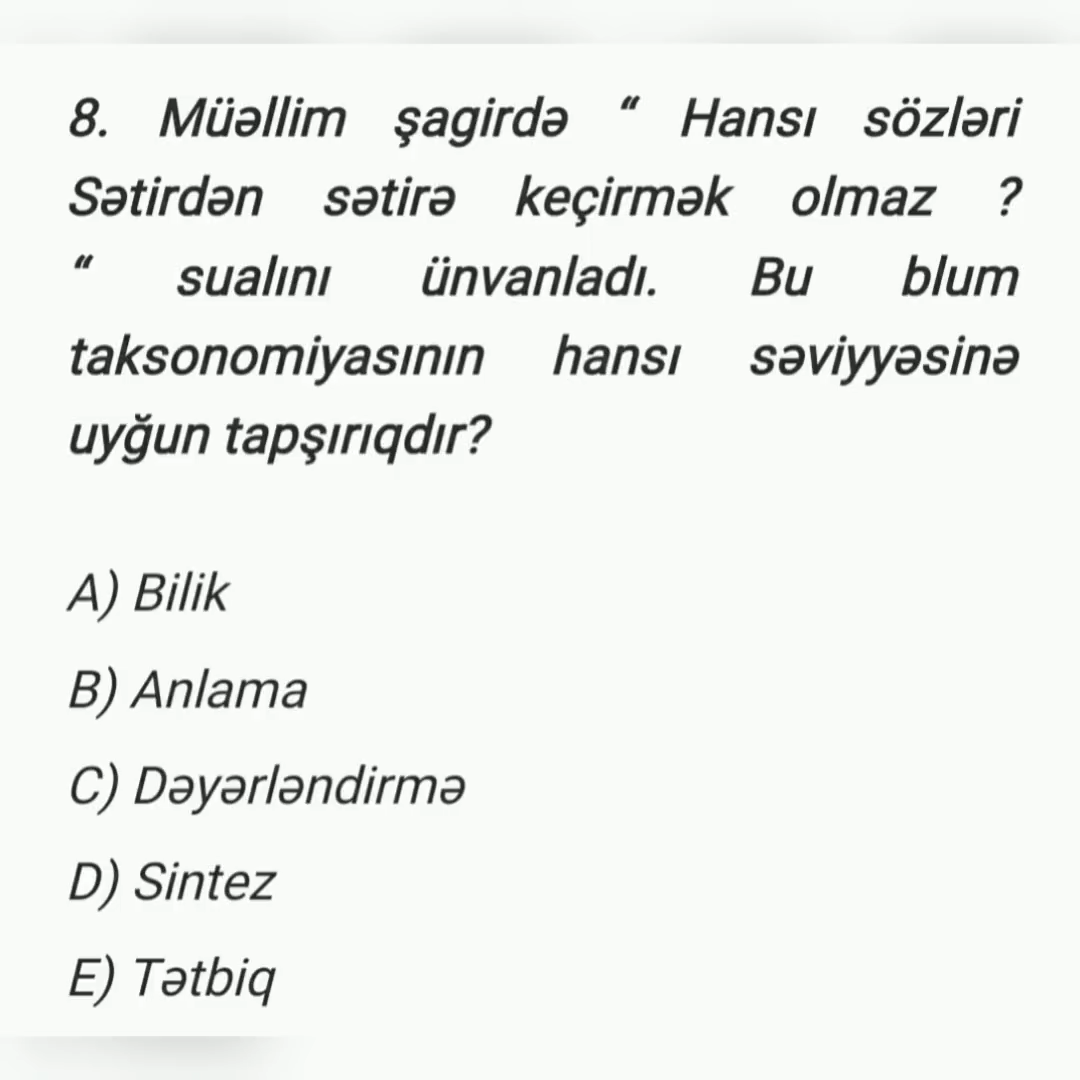 8. Müəllim şagirdə “ Hansı sözləri
Sətirdən sətirə keçirmək olmaz ?
“ sualını ünvanladı. Bu blum
taksonomiyasının hansı səviyyəsinə
uyğun tapşırıqdır?
A) Bilik
B) Anlama
C) Dəyərləndirmə
D) Sintez
E) Tətbiq